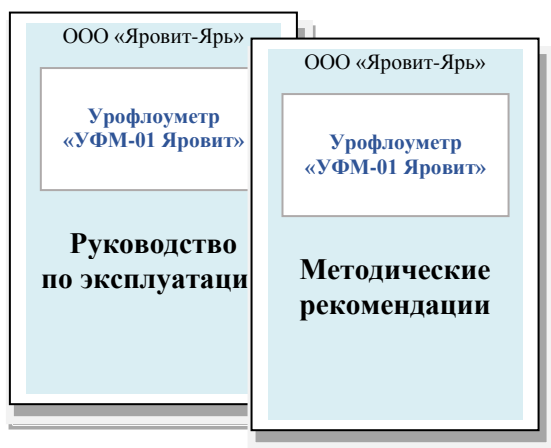 ООО «Яровит-Ярь»
Урофлоуметр
«УФМ-01 Яровит»
Руководство
по эксплуатаци
ООО «Яровит-Ярь»
Урофлоуметр
«УФМ-01 Яровит»
Методические
рекомендации